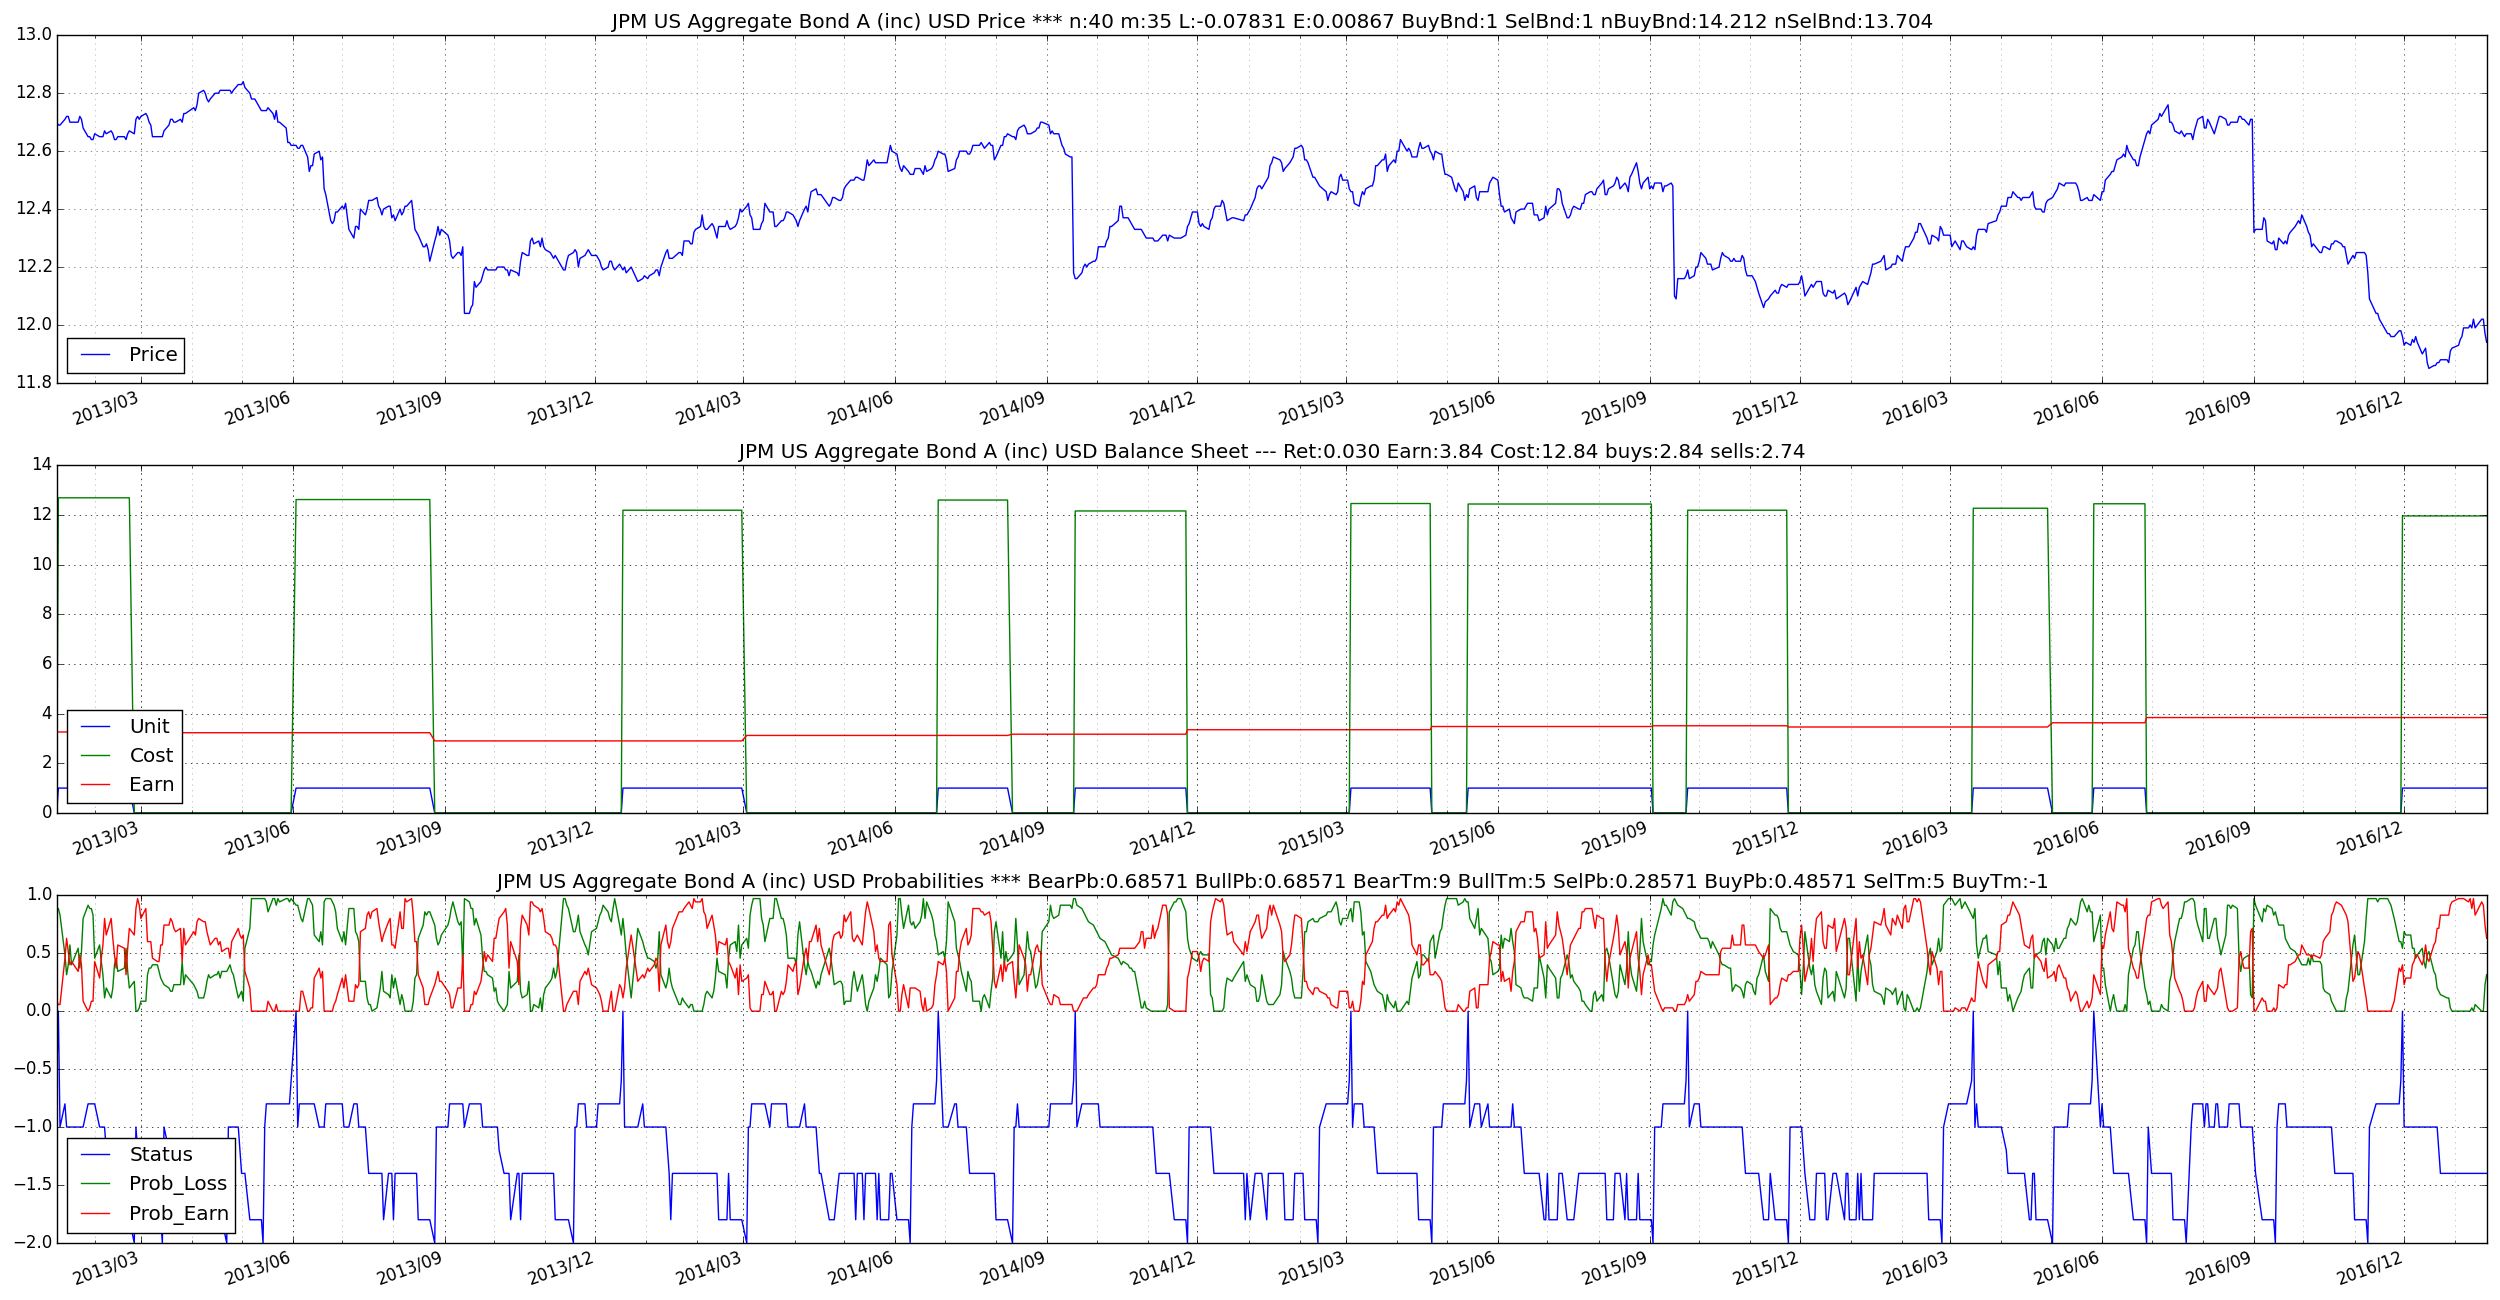 JPM US Aggregate Bond A (inc) USD Price *** n:40 m:35 L:-0.07831 E:0.00867 BuyBnd:1 SelBnd:1 nBuyBnd:14.212 nSelBnd:13.704
13.0
12.8
12.6
12.4
12.2
12.0
11.8
Price
2013/03 2013/06 2013/09 2013/12 2014/03 2014/06 2014/09 2014/12 2015/03 2015/06 2015/09 2015/12 2016/03 2016/06 2016/09 2016/12
JPM US Aggregate Bond A (inc) USD Balance Sheet --- Ret:0.030 Earn:3.84 Cost:12.84 buys:2.84 sells:2.74
14
12
10
8
6
4
2
0
Unit
Cost
Earn
2013/03 2013/06 2013/09 2013/12 2014/03 2014/06 2014/09 2014/12 2015/03 2015/06 2015/09 2015/12 2016/03 2016/06 2016/09 2016/12
JPM US Aggregate Bond A (inc) USD Probabilities *** BearPb:0.68571 BullPb:0.68571 BearTm:9 BullTm:5 SelPb:0.28571 BuyPb:0.48571 SelTm:5 BuyTm:-1
1.0
0.5
0.0
−0.5
−1.0
−1.5
−2.0
Status
Prob_Loss
Prob_Earn
2013/03 2013/06 2013/09 2013/12 2014/03 2014/06 2014/09 2014/12 2015/03 2015/06 2015/09 2015/12 2016/03 2016/06 2016/09 2016/12